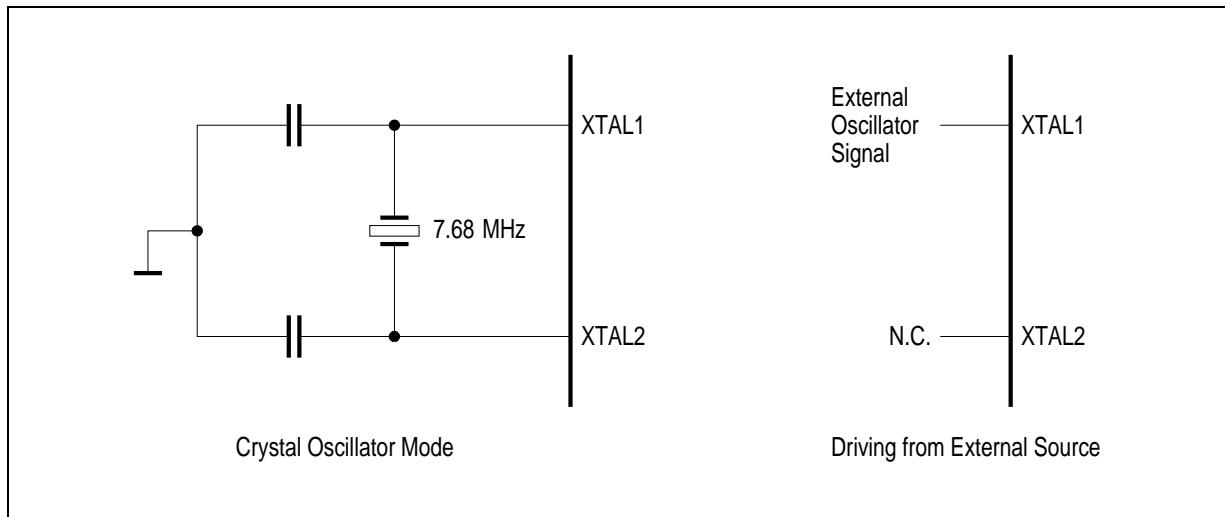 XTAL1
7.68 MHz
XTAL2
Crystal Oscillator Mode
External
Oscillator
Signal
XTAL1
N.C.
XTAL2
Driving from External Source